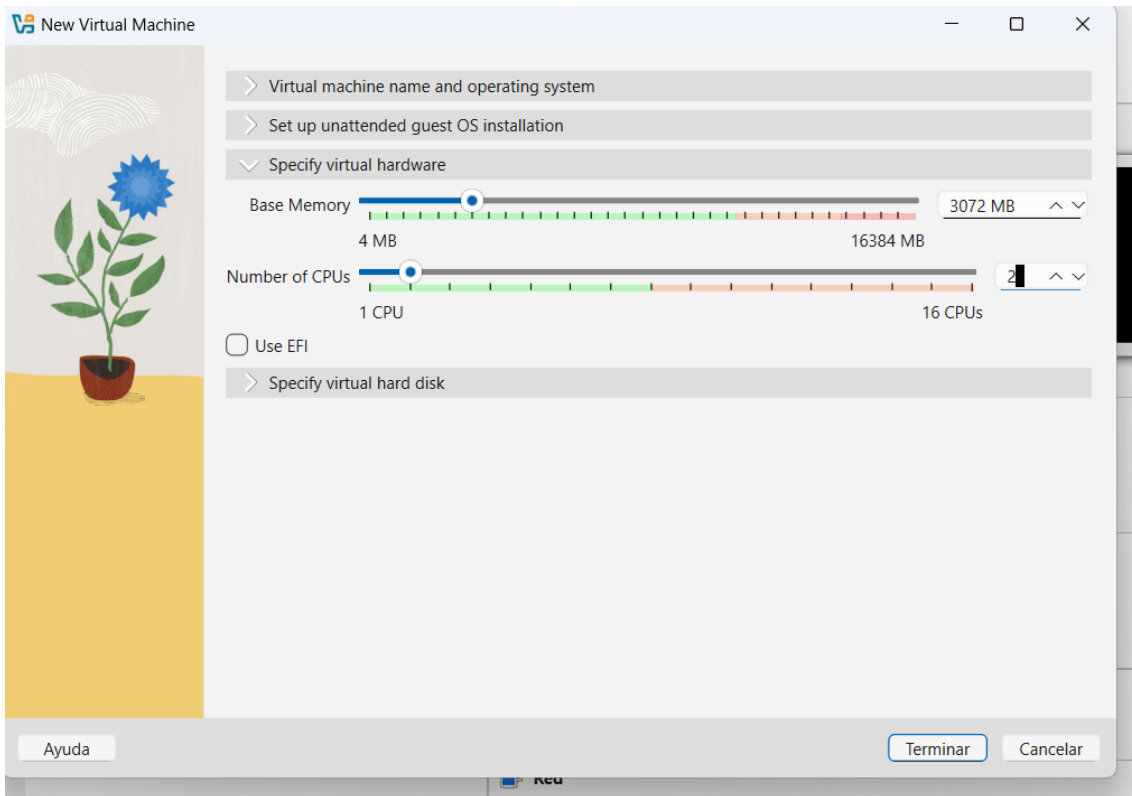 New Virtual Machine
Virtual machine name and operating system
Set up unattended guest OS installation
Specify virtual hardware
Base Memory 3072 MB
4 MB 16384 MB
Number of CPUs 2
1 CPU 16 CPUs
Use EFI
Specify virtual hard disk
Ayuda Terminar Cancelar
Red